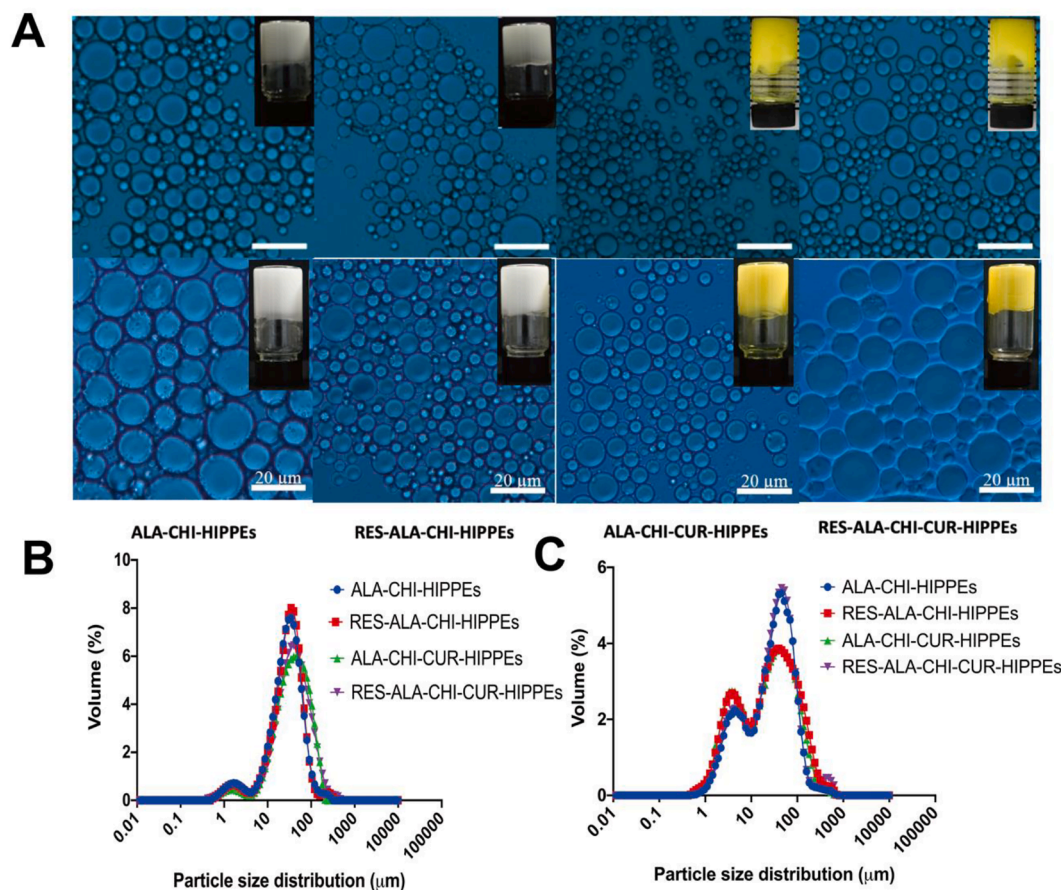 A
20 μm
20 μm
20 μm
20 μm
ALA-CHI-HIPPEs
RES-ALA-CHI-HIPPEs
ALA-CHI-CUR-HIPPEs
RES-ALA-CHI-CUR-HIPPEs
B
10
8
6
4
2
0
Volume (%)
0.01
0.1
1
10
100
1000
10000
100000
Particle size distribution (μm)
ALA-CHI-HIPPEs
RES-ALA-CHI-HIPPEs
ALA-CHI-CUR-HIPPEs
RES-ALA-CHI-CUR-HIPPEs
C
6
4
2
0
Volume (%)
0.01
0.1
1
10
100
1000
10000
100000
Particle size distribution (μm)
ALA-CHI-HIPPEs
RES-ALA-CHI-HIPPEs
ALA-CHI-CUR-HIPPEs
RES-ALA-CHI-CUR-HIPPEs